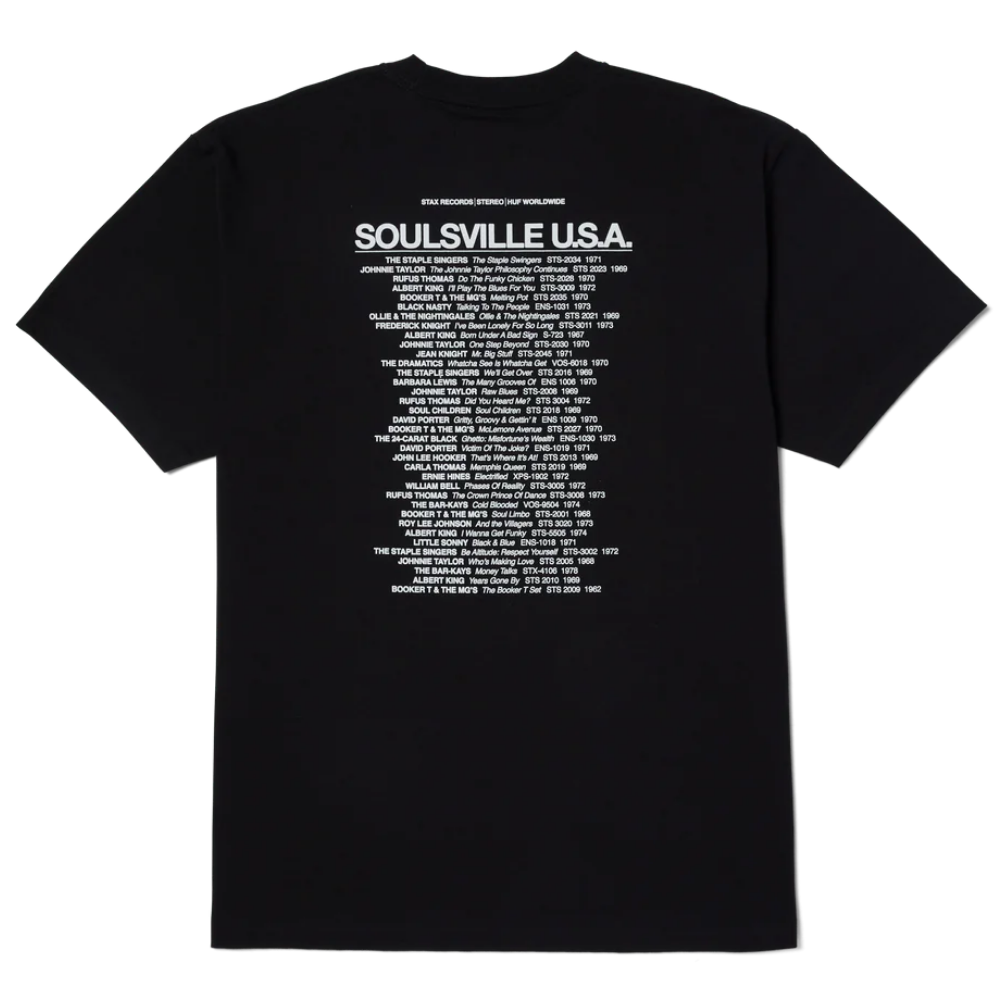 STAX RECORDS|STEREO|HUF WORLDWIDE
SOULSVILLE U.S.A.
THE STAPLE SINGERS The Staple Swingers STS-2034 1971
JOHNNIE TAYLOR The Johnnie Taylor Philosophy Continues STS 2023 1969
RUFUS THOMAS Do The Funky Chicken STS-2028 1970
ALBERT KING I'll Play The Blues For You STS-3009 1972
BOOKER T & THE MG'S Melting Pot STS 2035 1970
BLACK NASTY Talking To The People ENS-1031 1973
OLLIE & THE NIGHTINGALES Ollie & The Nightingales STS 2021 1969
FREDERICK KNIGHT I've Been Lonely For So Long STS-3011 1973
ALBERT KING Born Under A Bad Sign S-723 1967
JOHNNIE TAYLOR One Step Beyond STS-2030 1970
JEAN KNIGHT Mr. Big Stuff STS-2045 1971
THE DRAMATICS Whatcha See Is Whatcha Get VOS-6018 1970
THE STAPLE SINGERS We'll Get Over STS 2016 1969
BARBARA LEWIS The Many Grooves Of ENS 1006 1970
JOHNNIE TAYLOR Raw Blues STS-2008 1969
RUFUS THOMAS Did You Heard Me? STS 3004 1972
SOUL CHILDREN Soul Children STS 2018 1969
DAVID PORTER Gritty, Groovy & Gettin' It ENS 1009 1970
BOOKER T & THE MG'S McLemore Avenue STS 2027 1970
THE 24-CARAT BLACK Ghetto: Misfortune's Wealth ENS-1030 1973
DAVID PORTER Victim Of The Joke? ENS-1019 1971
JOHN LEE HOOKER That's Where It's At! STS 2013 1969
CARLA THOMAS Memphis Queen STS 2019 1969
ERNIE HINES Electrified XPS-1902 1972
WILLIAM BELL Phases Of Reality STS-3005 1972
RUFUS THOMAS The Crown Prince Of Dance STS-3008 1973
THE BAR-KAYS Cold Blooded VOS-9504 1974
BOOKER T & THE MG'S Soul Limbo STS-2001 1968
ROY LEE JOHNSON And the Villagers STS 3020 1973
ALBERT KING I Wanna Get Funky STS-5505 1974
LITTLE SONNY Black & Blue ENS-1018 1971
THE STAPLE SINGERS Be Altitude: Respect Yourself STS-3002 1972
JOHNNIE TAYLOR Who's Making Love STS 2005 1968
THE BAR-KAYS Money Talks STX-4106 1978
ALBERT KING Years Gone By STS 2010 1969
BOOKER T & THE MG'S The Booker T Set STS 2009 1962